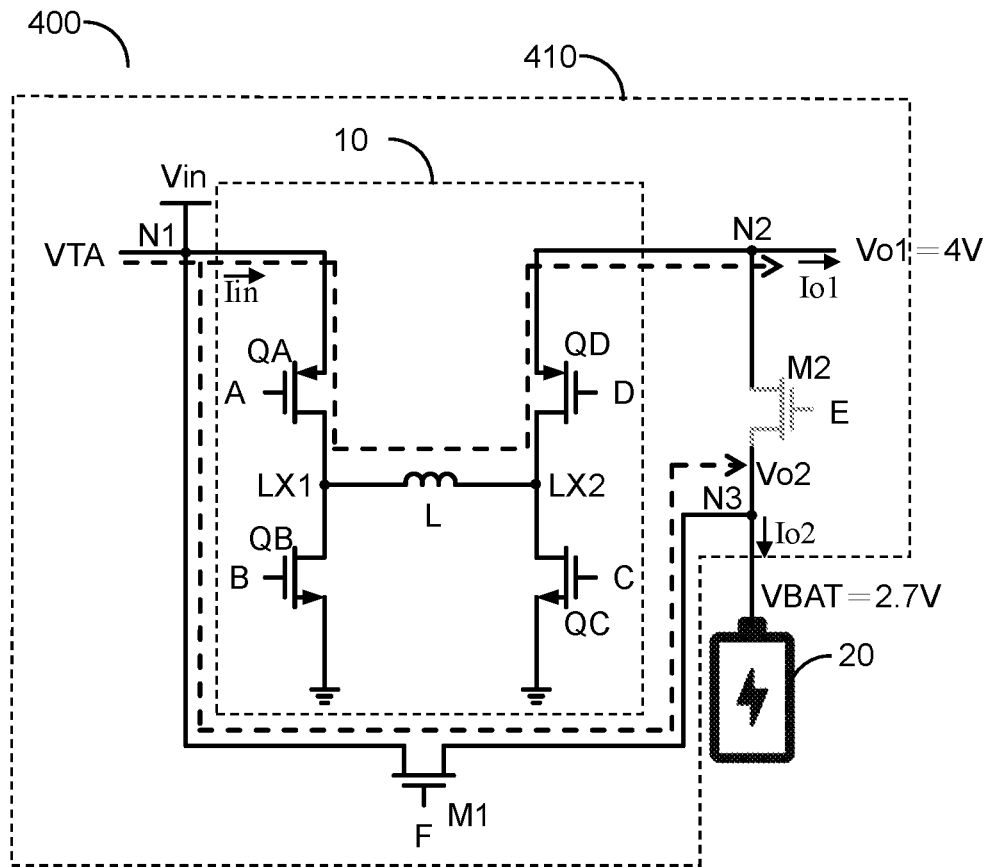 400
410
10
Vin
N1
VTA
Iin
N2
Vo1=4V
Io1
QA
QD
A
D
M2
E
LX1
L
LX2
Vo2
N3
Io2
QB
B
C
QC
VBAT=2.7V
20
M1
F